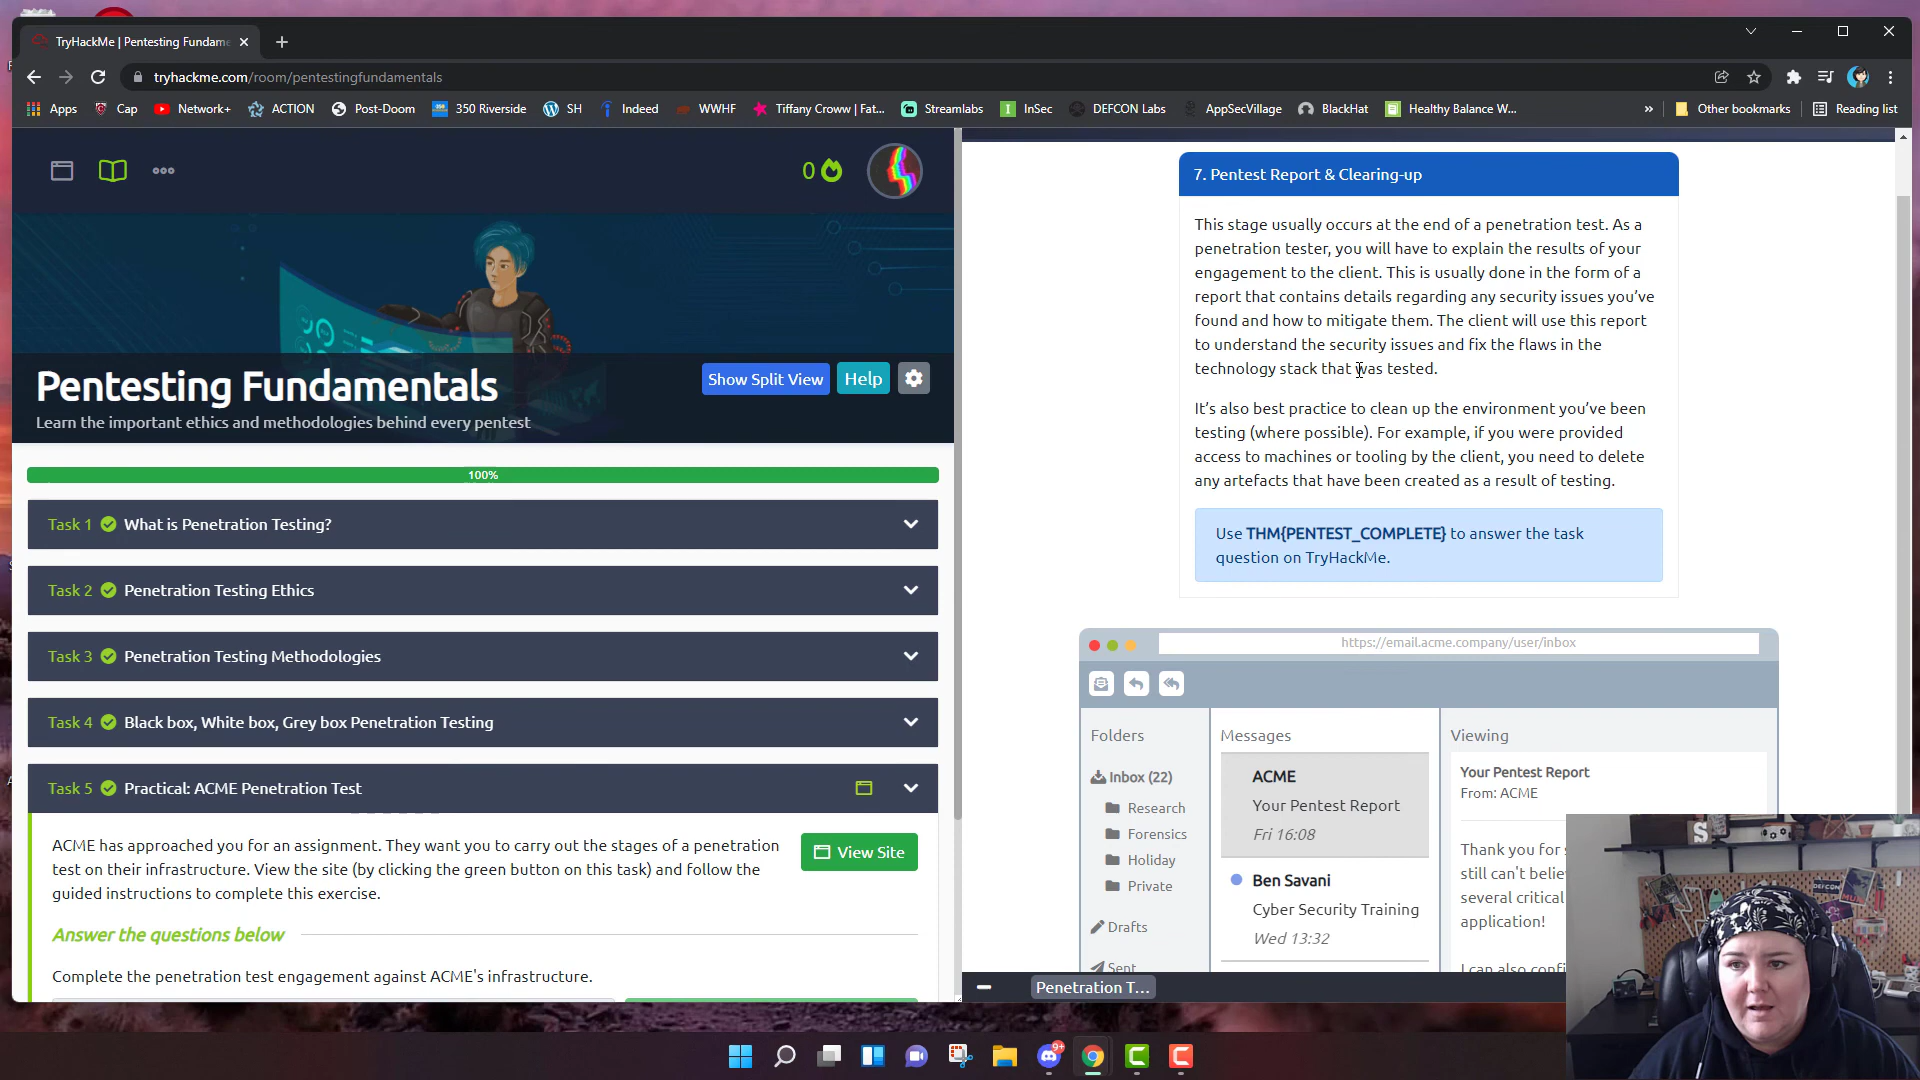 TryHackMe | Pentesting Fundam
tryhackme.com/room/pentestingfundamentals
Apps
Cap
Network+
ACTION
Post-Doom
350 Riverside
SH
Indeed
WWHF
Tiffany Croww | Fat...
Streamlabs
InSec
DEFCON Labs
AppSecVillage
BlackHat
Healthy Balance W...
»
Other bookmarks
Reading list
0
Pentesting Fundamentals
Learn the important ethics and methodologies behind every pentest
Show Split View
Help
100%
Task 1 What is Penetration Testing?
Task 2 Penetration Testing Ethics
Task 3 Penetration Testing Methodologies
Task 4 Black box, White box, Grey box Penetration Testing
Task 5 Practical: ACME Penetration Test
ACME has approached you for an assignment. They want you to carry out the stages of a penetration
test on their infrastructure. View the site (by clicking the green button on this task) and follow the
guided instructions to complete this exercise.
View Site
Answer the questions below
Complete the penetration test engagement against ACME's infrastructure.
7. Pentest Report & Clearing-up
This stage usually occurs at the end of a penetration test. As a
penetration tester, you will have to explain the results of your
engagement to the client. This is usually done in the form of a
report that contains details regarding any security issues you've
found and how to mitigate them. The client will use this report
to understand the security issues and fix the flaws in the
technology stack that was tested.
It's also best practice to clean up the environment you've been
testing (where possible). For example, if you were provided
access to machines or tooling by the client, you need to delete
any artefacts that have been created as a result of testing.
Use THM{PENTEST_COMPLETE} to answer the task
question on TryHackMe.
https://email.acme.company/user/inbox
Folders
Inbox (22)
Research
Forensics
Holiday
Private
Drafts
Sent
Messages
ACME
Your Pentest Report
Fri 16:08
Ben Savani
Cyber Security Training
Wed 13:32
Viewing
Your Pentest Report
From: ACME
Thank you for
still can't belie
several critical
application!
I can also confi
Penetration T...
9+